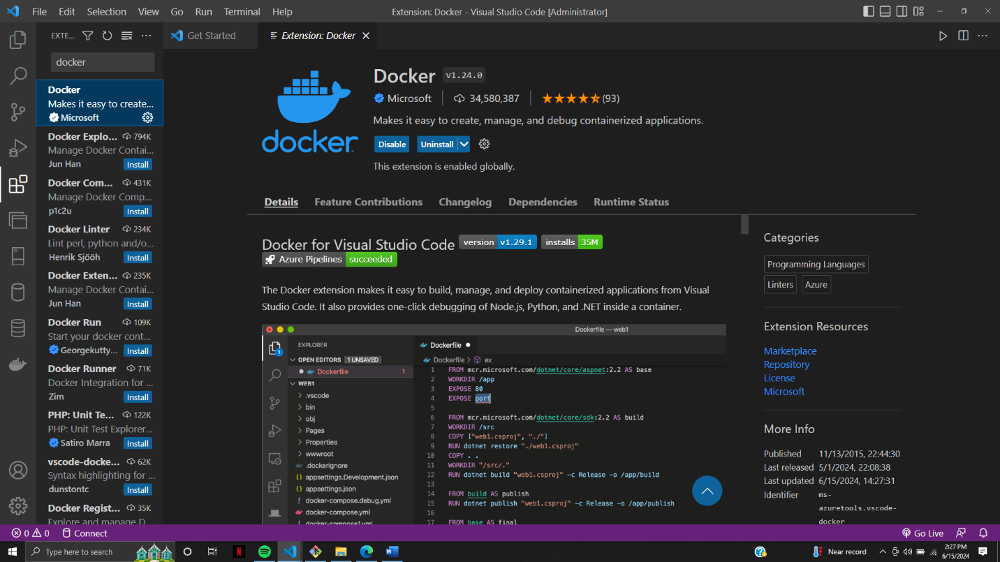 File Edit Selection View Go Run Terminal Help
Extension: Docker - Visual Studio Code [Administrator]
EXTE...
docker
Docker
Makes it easy to create...
Microsoft
Docker Explo... 794K
Manage Docker Contai...
Jun Han Install
Docker Com... 431K
Manage Docker Comp...
p1c2u Install
Docker Linter 234K
Lint perl, python and/o...
Henrik Sjööh Install
Docker Exten... 235K
Manage Docker Contai...
Jun Han Install
Docker Run 109K
Start your docker cont...
Georgekutty... Install
Docker Runner 71K
Docker Integration for ...
Zim Install
PHP: Unit Te... 122K
PHP: Unit Test Explorer...
Satiro Marra Install
vscode-docke... 62K
Syntax highlighting for ...
dunstontc Install
Docker Regist... 35K
Explore and manage D...
Get Started
Extension: Docker
docker
Docker v1.24.0
Microsoft 34,580,387 (93)
Makes it easy to create, manage, and debug containerized applications.
Disable Uninstall
This extension is enabled globally.
Details Feature Contributions Changelog Dependencies Runtime Status
Docker for Visual Studio Code version v1.29.1 installs 35M
Azure Pipelines succeeded
The Docker extension makes it easy to build, manage, and deploy containerized applications from Visual
Studio Code. It also provides one-click debugging of Node.js, Python, and .NET inside a container.
Dockerfile — web1
EXPLORER
OPEN EDITORS 1 UNSAVED
Dockerfile 1
WEB1
.vscode
bin
obj
Pages
Properties
wwwroot
.dockerignore
{} appsettings.Development.json
{} appsettings.json
! docker-compose.debug.yml
docker-compose.yml
! docker-compose1.yml
1
Dockerfile
Dockerfile > ex
1 FROM mcr.microsoft.com/dotnet/core/aspnet:2.2 AS base
2 WORKDIR /app
3 EXPOSE 80
4 EXPOSE port
5
6 FROM mcr.microsoft.com/dotnet/core/sdk:2.2 AS build
7 WORKDIR /src
8 COPY ["web1.csproj", "./"]
9 RUN dotnet restore "./web1.csproj"
10 COPY . .
11 WORKDIR "/src/."
12 RUN dotnet build "web1.csproj" -c Release -o /app/build
13
14 FROM build AS publish
15 RUN dotnet publish "web1.csproj" -c Release -o /app/publish
16
17 FROM base AS final
Categories
Programming Languages
Linters Azure
Extension Resources
Marketplace
Repository
License
Microsoft
More Info
Published 11/13/2015, 22:44:30
Last released 5/1/2024, 22:08:38
Last updated 6/15/2024, 14:27:31
Identifier ms-
azuretools.vscode-
docker
0 0 Connect
Go Live
Type here to search
Near record
2:27 PM
6/15/2024